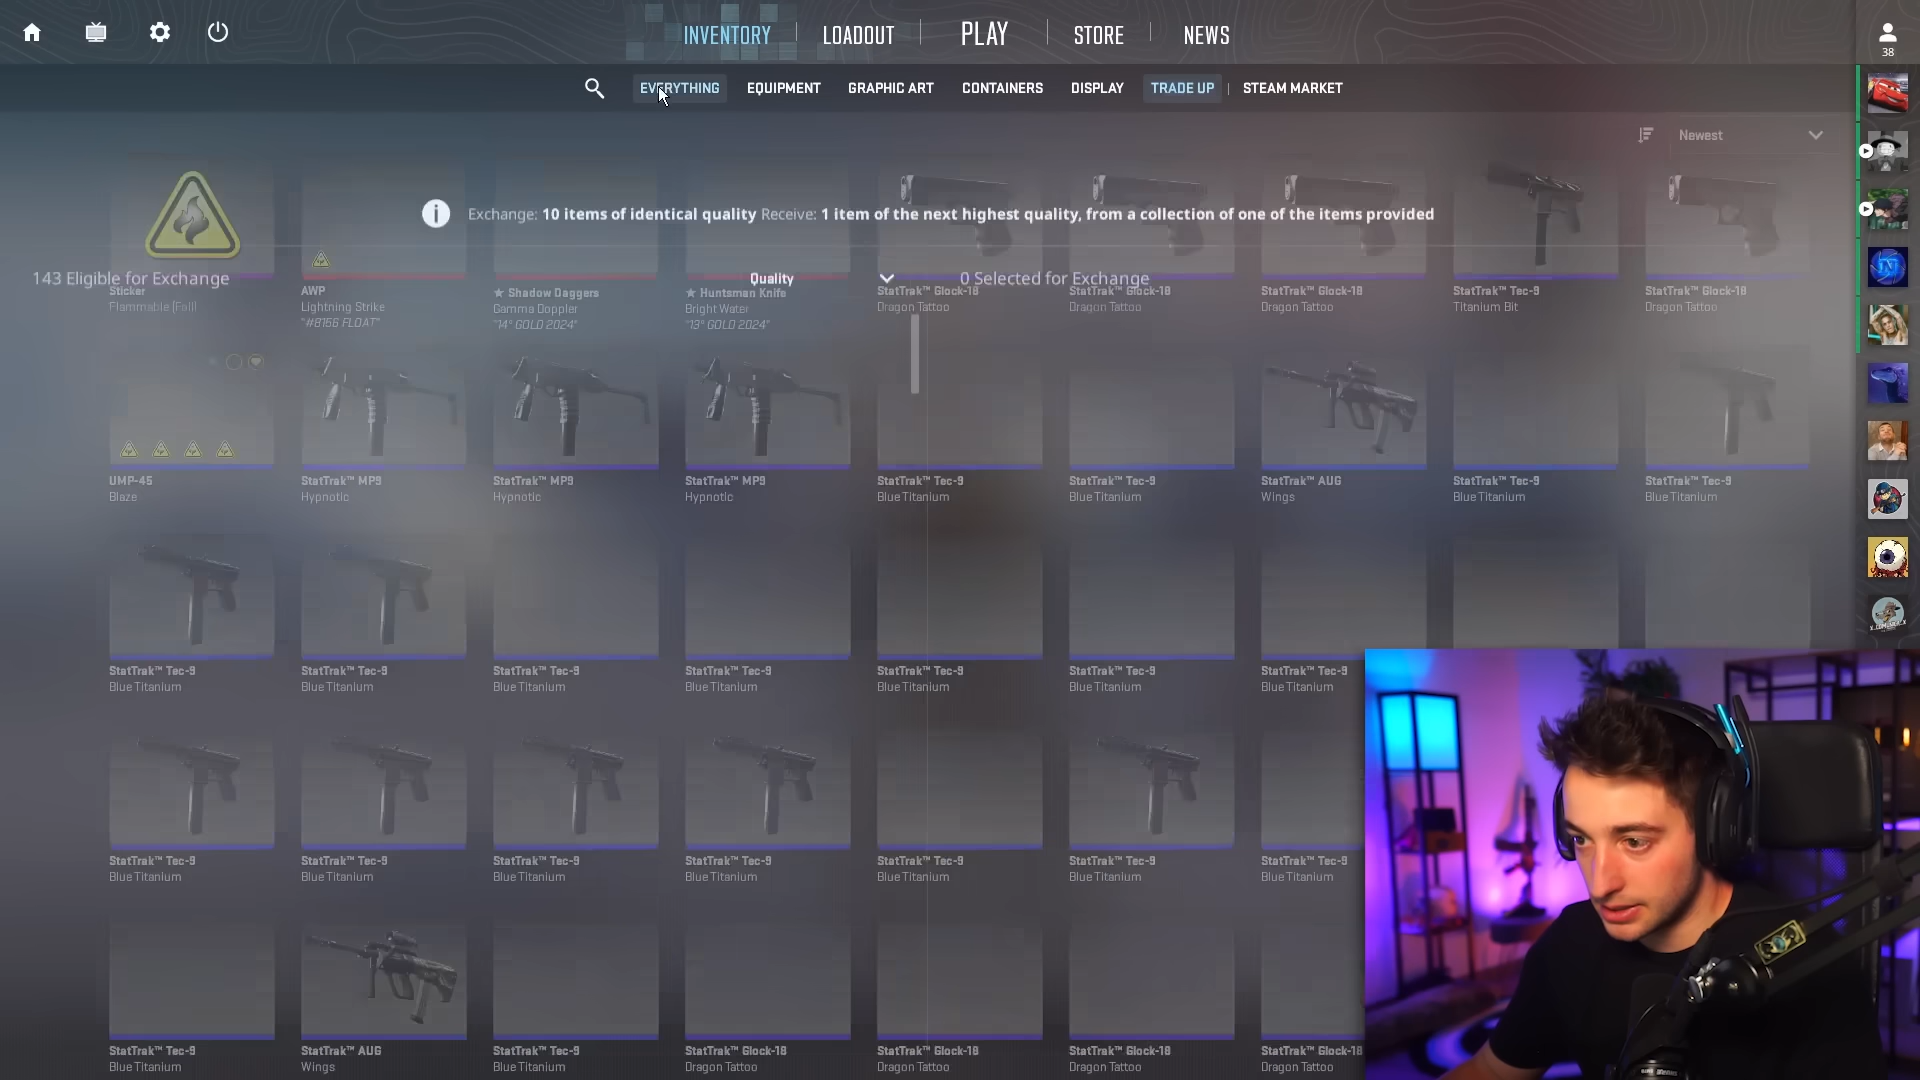 INVENTORY LOADOUT PLAY STORE NEWS
38
EVERYTHING EQUIPMENT GRAPHIC ART CONTAINERS DISPLAY TRADE UP STEAM MARKET
Newest
Exchange: 10 items of identical quality Receive: 1 item of the next highest quality, from a collection of one of the items provided
143 Eligible for Exchange Quality 0 Selected for Exchange
Sticker AWP ★ Shadow Daggers ★ Huntsman Knife StatTrak™ Glock-18 StatTrak™ Glock-18 StatTrak™ Glock-18 StatTrak™ Tec-9 StatTrak™ Glock-18
Flammable (Foil) Lightning Strike Gamma Doppler Bright Water Dragon Tattoo Dragon Tattoo Dragon Tattoo Titanium Bit Dragon Tattoo
"#8156 FLOAT" "14° GOLD 2024" "13° GOLD 2024"
UMP-45 StatTrak™ MP9 StatTrak™ MP9 StatTrak™ MP9 StatTrak™ Tec-9 StatTrak™ Tec-9 StatTrak™ AUG StatTrak™ Tec-9 StatTrak™ Tec-9
Blaze Hypnotic Hypnotic Hypnotic Blue Titanium Blue Titanium Wings Blue Titanium Blue Titanium
StatTrak™ Tec-9 StatTrak™ Tec-9 StatTrak™ Tec-9 StatTrak™ Tec-9 StatTrak™ Tec-9 StatTrak™ Tec-9 StatTrak™ Tec-9
Blue Titanium Blue Titanium Blue Titanium Blue Titanium Blue Titanium Blue Titanium Blue Titanium
StatTrak™ Tec-9 StatTrak™ Tec-9 StatTrak™ Tec-9 StatTrak™ Tec-9 StatTrak™ Tec-9 StatTrak™ Tec-9 StatTrak™ Tec-9
Blue Titanium Blue Titanium Blue Titanium Blue Titanium Blue Titanium Blue Titanium Blue Titanium
StatTrak™ Tec-9 StatTrak™ AUG StatTrak™ Tec-9 StatTrak™ Glock-18 StatTrak™ Glock-18 StatTrak™ Glock-18 StatTrak™ Glock-18
Blue Titanium Wings Blue Titanium Dragon Tattoo Dragon Tattoo Dragon Tattoo Dragon Tattoo